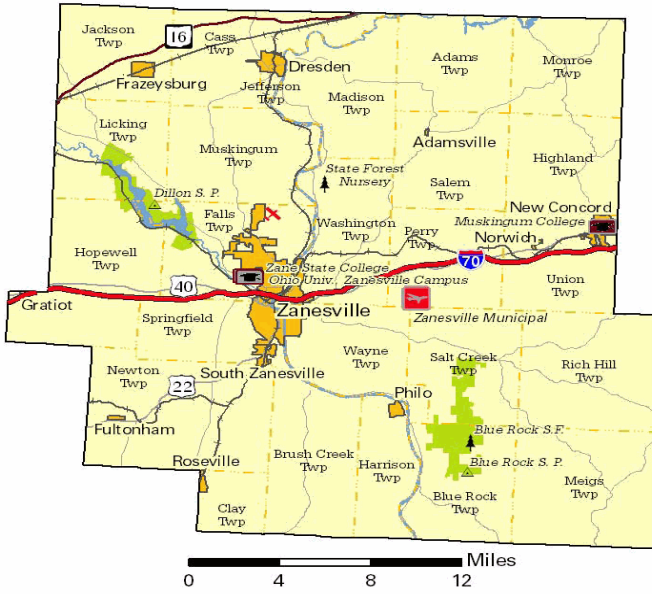 Jackson
Twp
16
Cass
Twp
Dresden
Frazeysburg
Jefferson
Twp
Adams
Twp
Monroe
Twp
Madison
Twp
Licking
Twp
Muskingum
Twp
Adamsville
State Forest
Nursery
Highland
Twp
Dillon S. P.
Salem
Twp
New Concord
Falls
Twp
Washington
Twp
Perry
Twp
Muskingum College
Norwich
Hopewell
Twp
Zane State College
Ohio Univ. Zanesville Campus
70
40
Union
Twp
Gratiot
Zanesville
Zanesville Municipal
Springfield
Twp
Wayne
Twp
Salt Creek
Twp
Rich Hill
Twp
Newton
Twp
22
South Zanesville
Philo
Fultonham
Blue Rock S.F.
Roseville
Brush Creek
Twp
Harrison
Twp
Blue Rock S. P.
Meigs
Twp
Blue Rock
Twp
Clay
Twp
Miles
0 4 8 12